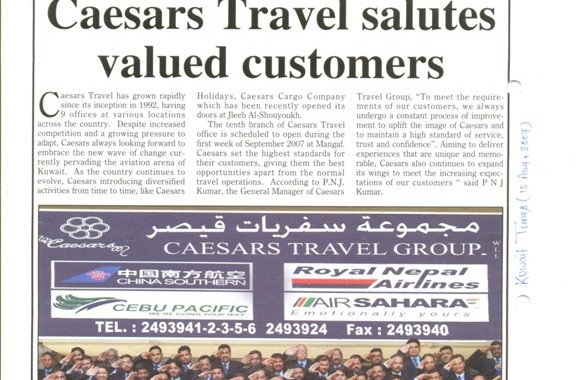 Caesars Travel salutes
valued customers
Caesars Travel has grown rapidly
since its inception in 1992, having
9 offices at various locations
across the country. Despite increased
competition and a growing pressure to
adapt, Caesars always looking forward to
embrace the new wave of change cur-
rently pervading the aviation arena of
Kuwait. As the country continues to
evolve, Caesars introducing diversified
activities from time to time, like Caesars
Holidays, Caesars Cargo Company
which has been recently opened its
doors at Jleeb Al-Shouyoukh.
The tenth branch of Caesars Travel
office is scheduled to open during the
first week of September 2007 at Mangaf.
Caesars set the highest standards for
their customers, giving them the best
opportunities apart from the normal
travel operations. According to P.N.J.
Kumar, the General Manager of Caesars
Travel Group, "To meet the require-
ments of our customers, we always
undergo a constant process of improve-
ment to uplift the image of Caesars and
to maintain a high standard of service,
trust and confidence". Aiming to deliver
experiences that are unique and memo-
rable, Caesars also continues to expand
its wings to meet the increasing expec-
tations of our customers " said P N J
Kumar.
Caesars
مجموعة سفريات قيصر
CAESARS TRAVEL GROUP W.L.L
中国南方航空
CHINA SOUTHERN
Royal Nepal
Airlines
CEBU PACIFIC
WE'RE GOING YOUR WAY
AIR SAHARA
Emotionally yours
TEL. : 2493941-2-3-5-6 2493924 Fax : 2493940
Kuwait Times (15 Aug, 2007)